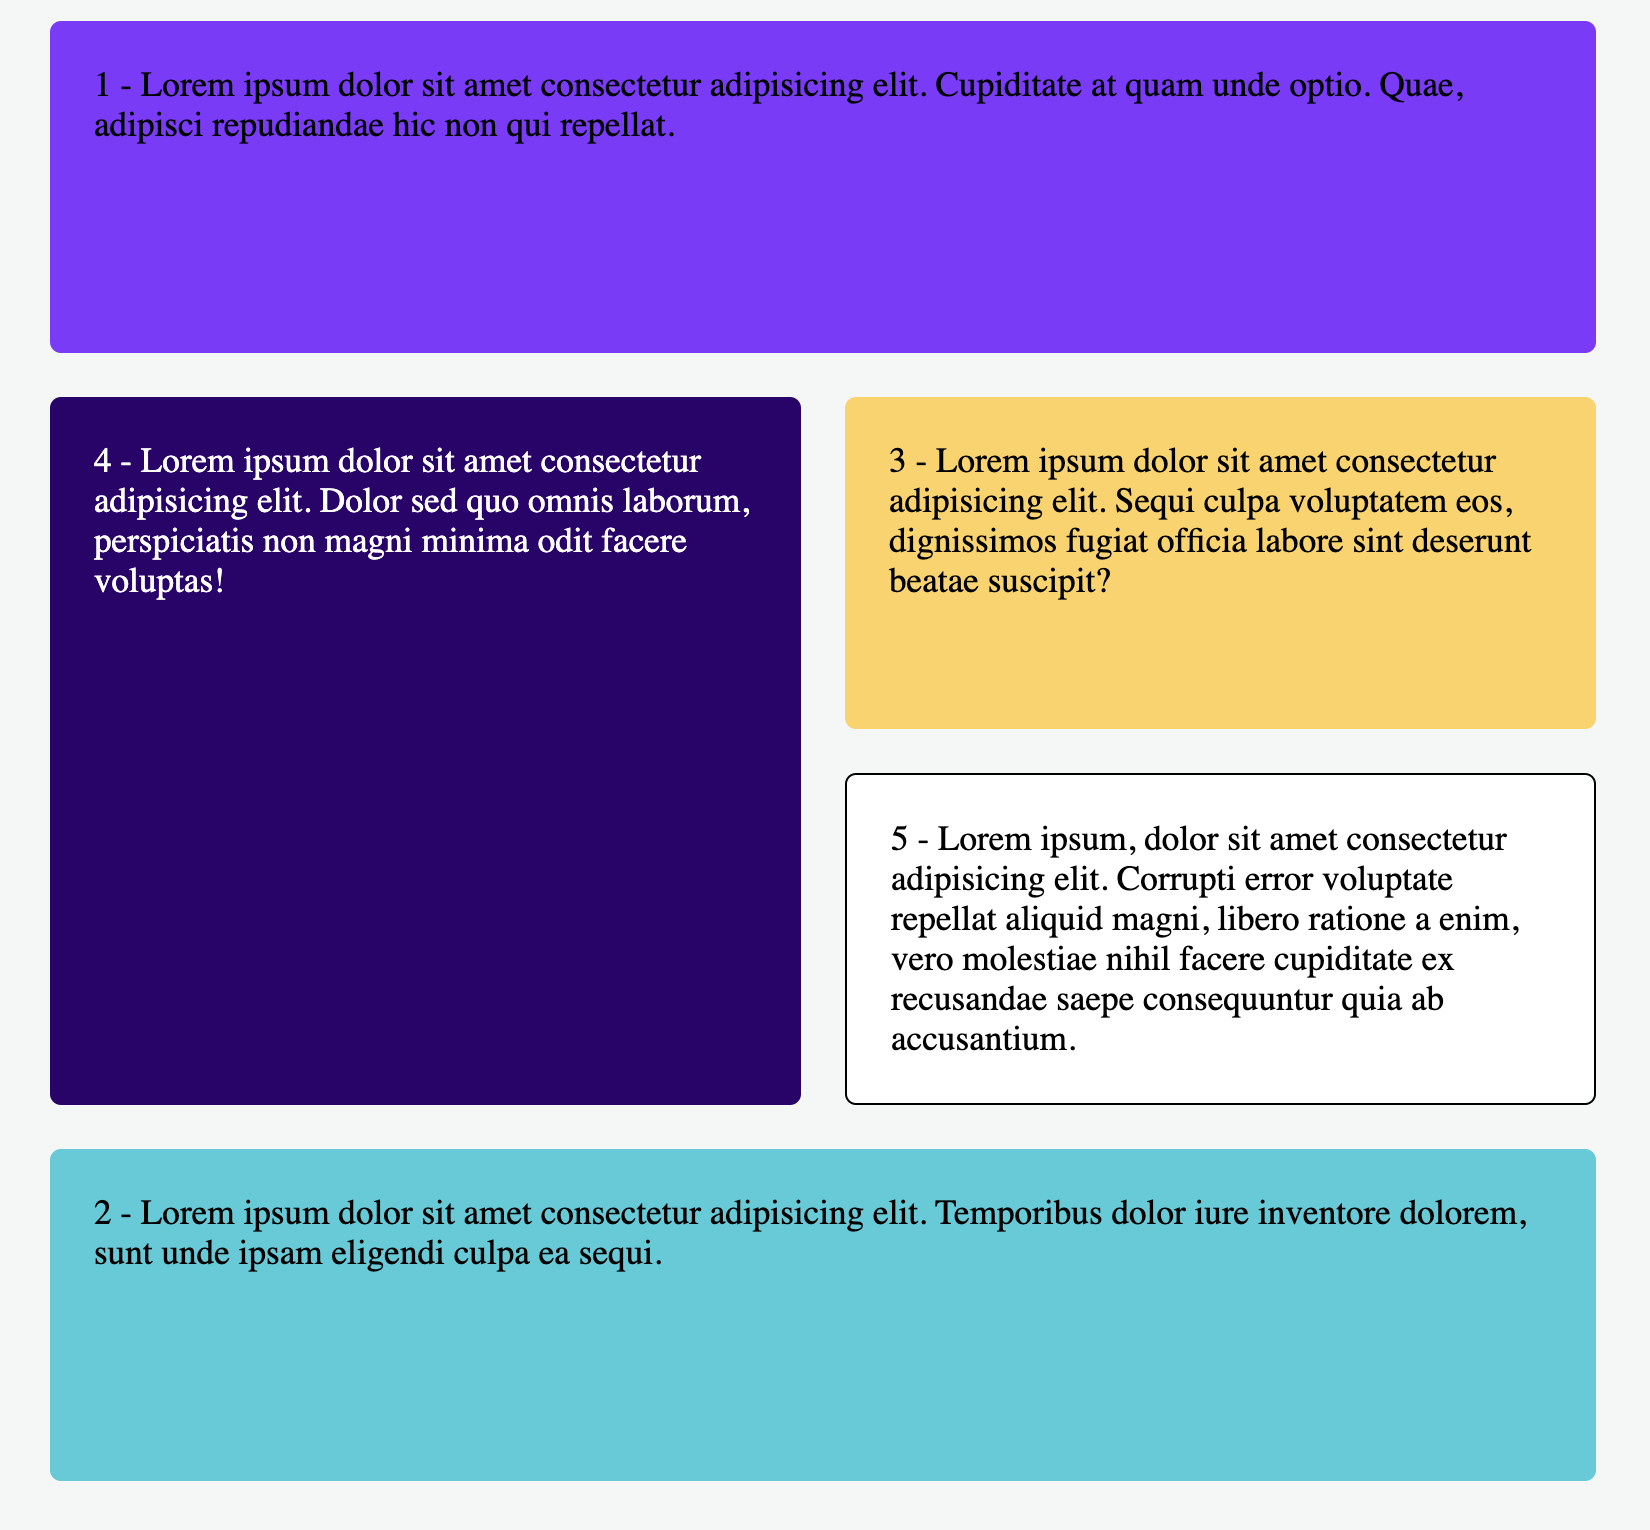 1 - Lorem ipsum dolor sit amet consectetur adipisicing elit. Cupiditate at quam unde optio. Quae,
adipisci repudiandae hic non qui repellat.
4 - Lorem ipsum dolor sit amet consectetur
adipisicing elit. Dolor sed quo omnis laborum,
perspiciatis non magni minima odit facere
voluptas!
3 - Lorem ipsum dolor sit amet consectetur
adipisicing elit. Sequi culpa voluptatem eos,
dignissimos fugiat officia labore sint deserunt
beatae suscipit?
5 - Lorem ipsum, dolor sit amet consectetur
adipisicing elit. Corrupti error voluptate
repellat aliquid magni, libero ratione a enim,
vero molestiae nihil facere cupiditate ex
recusandae saepe consequuntur quia ab
accusantium.
2 - Lorem ipsum dolor sit amet consectetur adipisicing elit. Temporibus dolor iure inventore dolorem,
sunt unde ipsam eligendi culpa ea sequi.